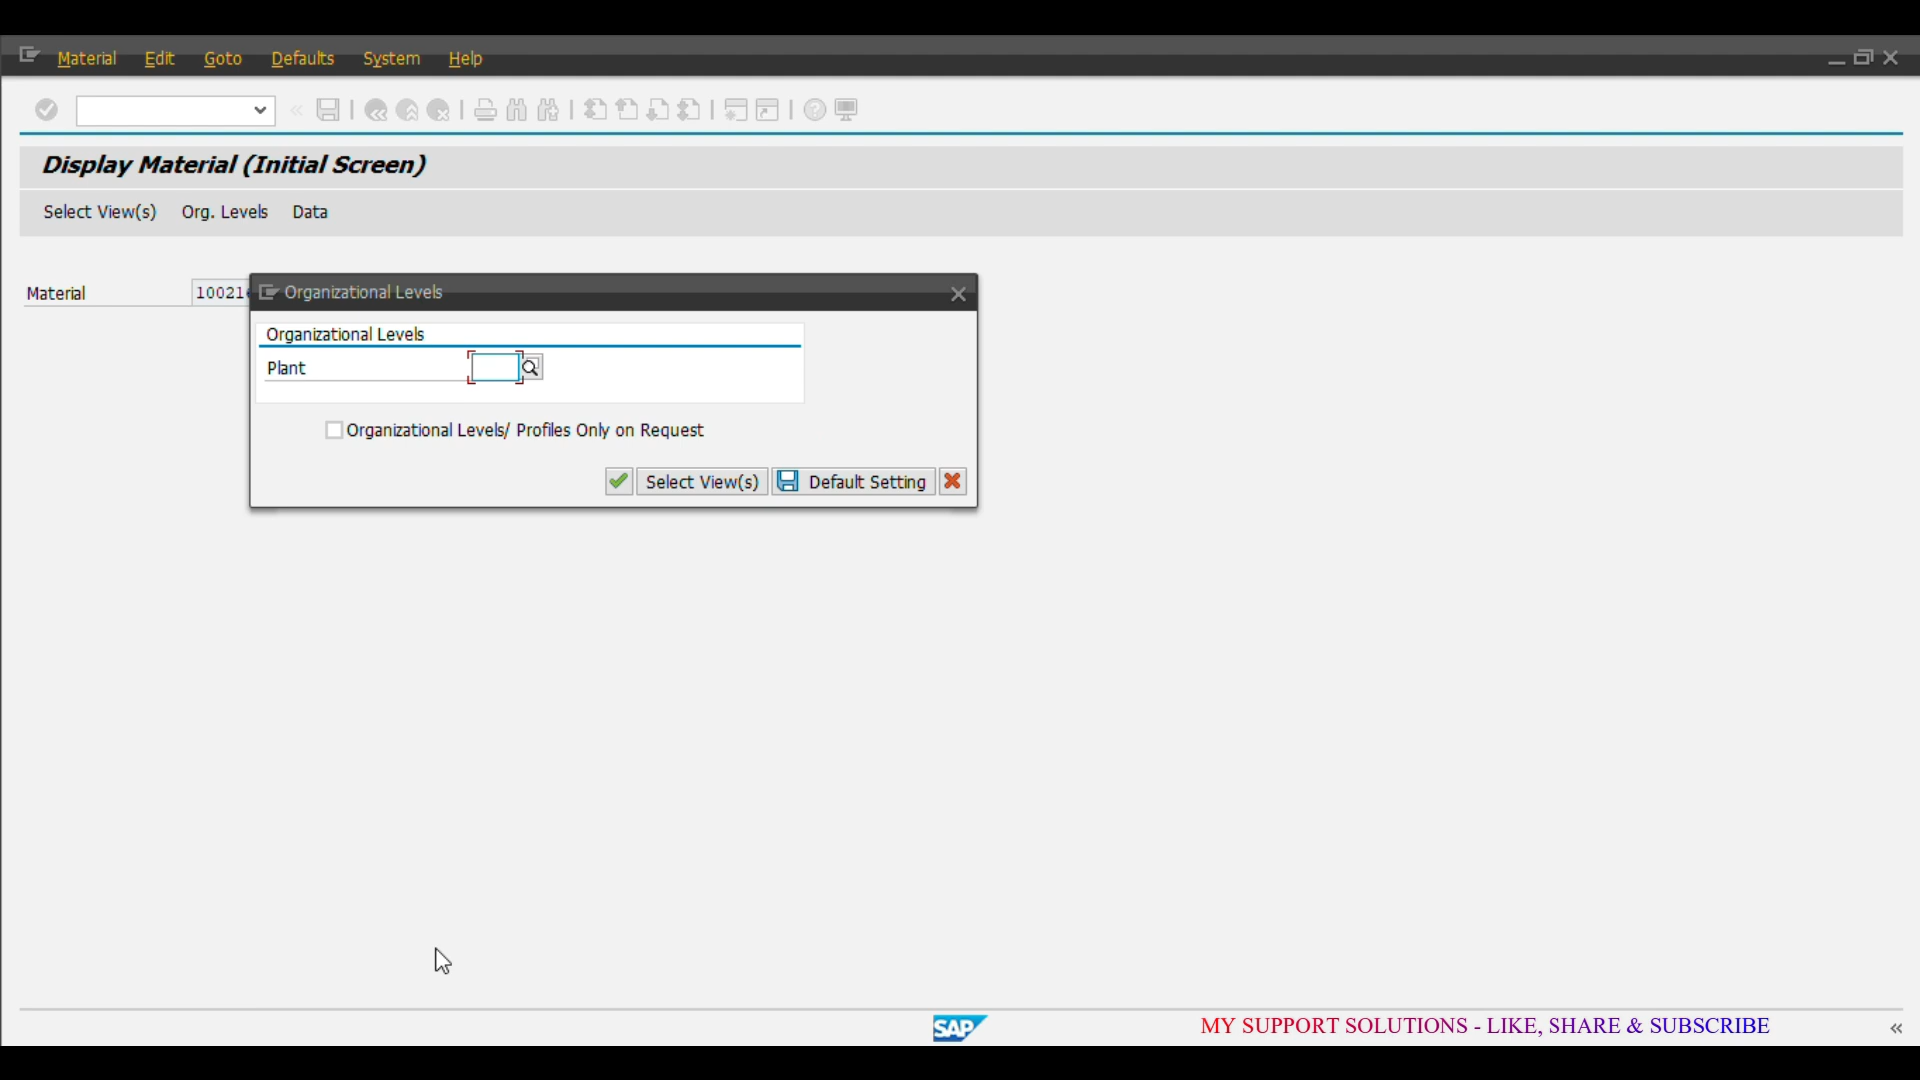 Material Edit Goto Defaults System Help
Display Material (Initial Screen)
Select View(s) Org. Levels Data
Material
Organizational Levels
Organizational Levels
Plant
Organizational Levels/ Profiles Only on Request
Select View(s) Default Setting
SAP
MY SUPPORT SOLUTIONS - LIKE, SHARE & SUBSCRIBE